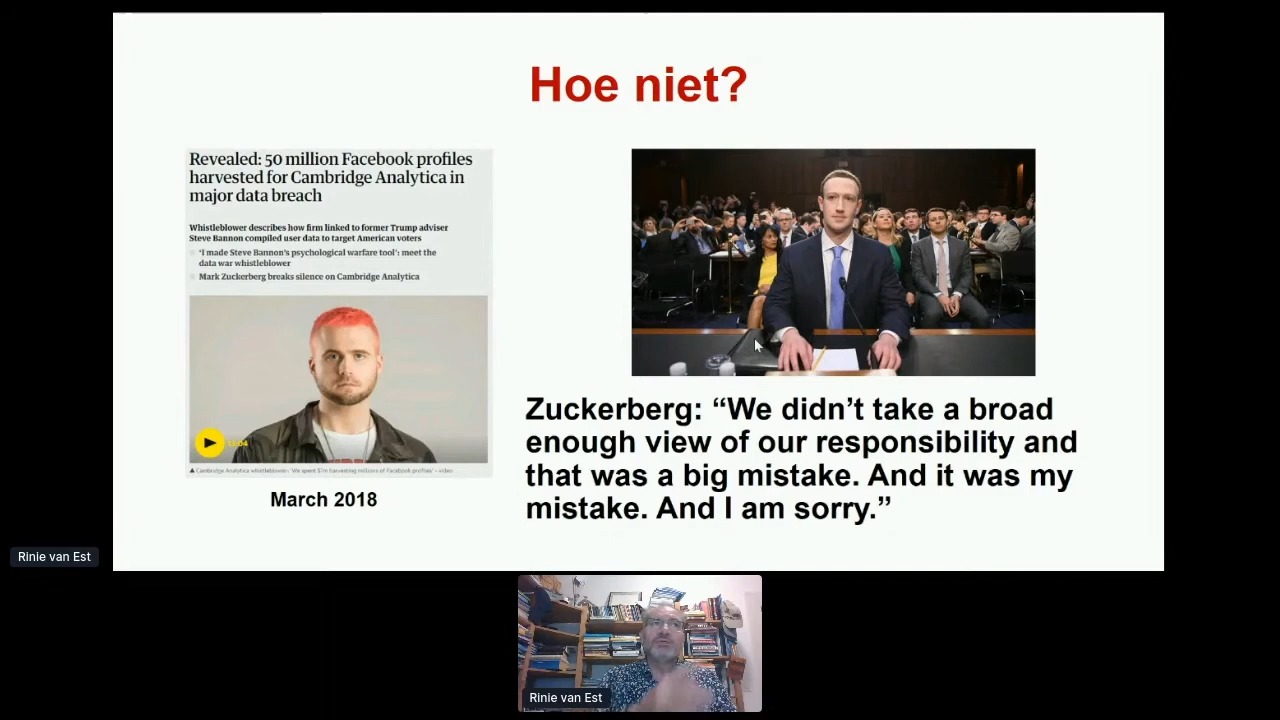 Hoe niet?
Revealed: 50 million Facebook profiles
harvested for Cambridge Analytica in
major data breach
Whistleblower describes how firm linked to former Trump adviser
Steve Bannon compiled user data to target American voters
‘I made Steve Bannon’s psychological warfare tool’: meet the
data war whistleblower
Mark Zuckerberg breaks silence on Cambridge Analytica
13:04
▲ Cambridge Analytica whistleblower: 'We spent $1m harvesting millions of Facebook profiles' – video
March 2018
Zuckerberg: “We didn’t take a broad
enough view of our responsibility and
that was a big mistake. And it was my
mistake. And I am sorry.”
Rinie van Est
Rinie van Est